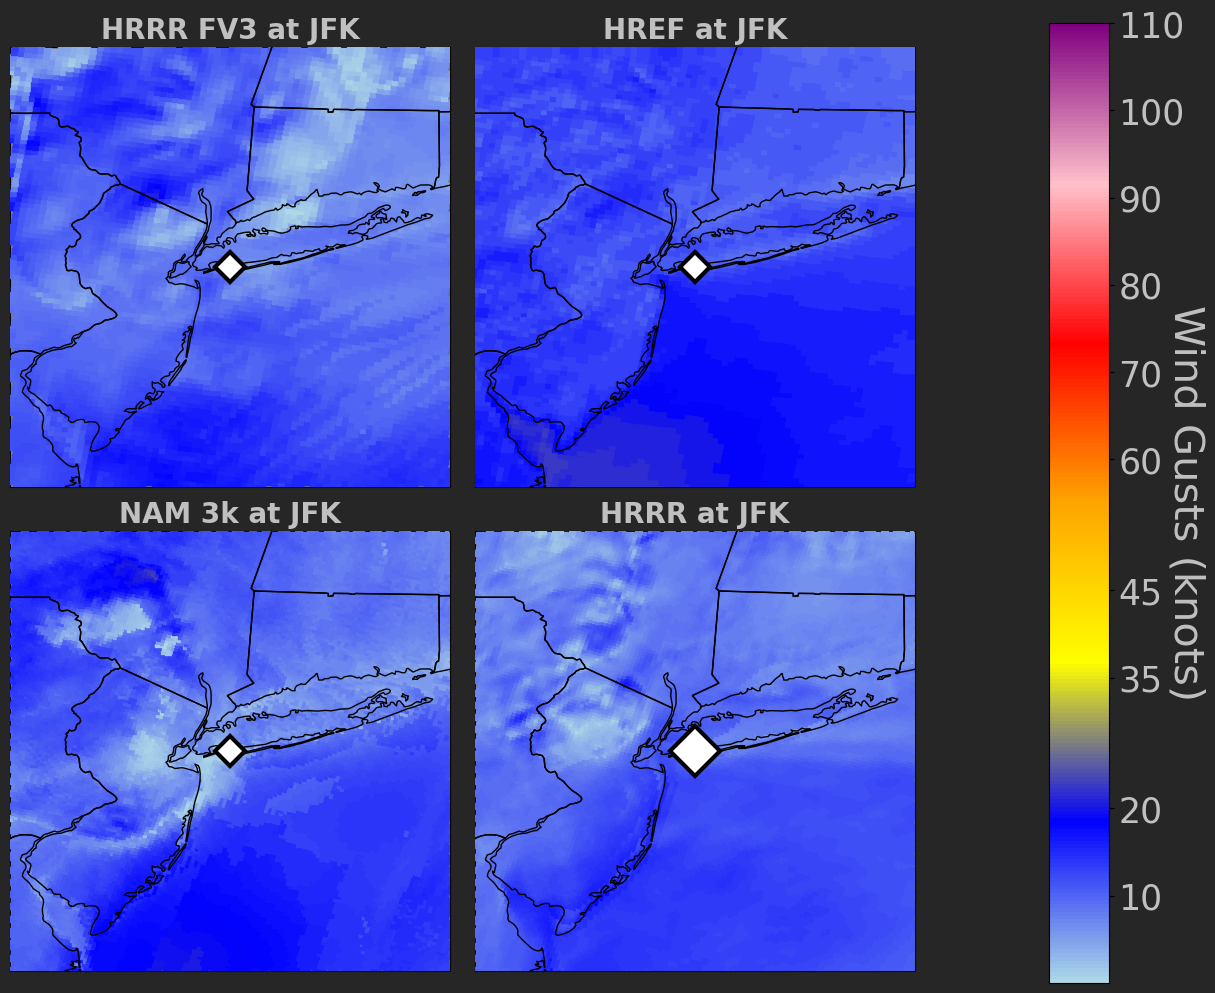 HRRR FV3 at JFK
HREF at JFK
NAM 3k at JFK
HRRR at JFK
110
100
90
80
70
60
45
35
20
10
Wind Gusts (knots)